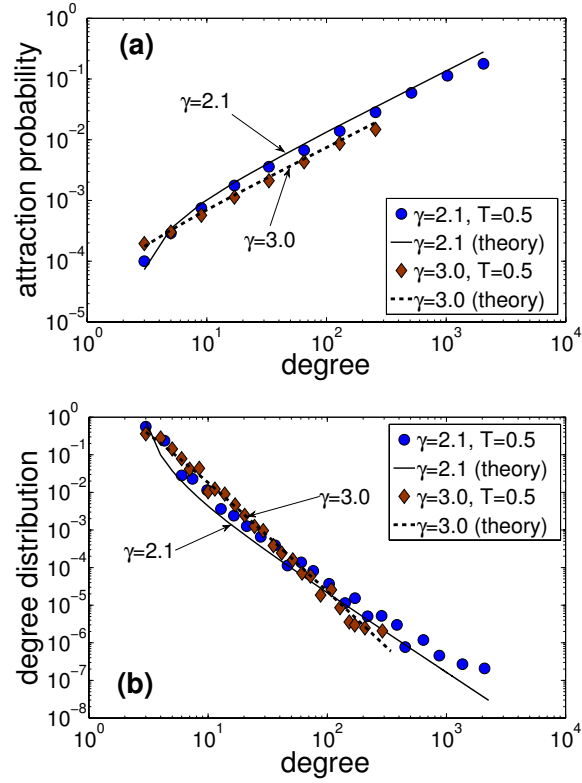 (a)
attraction probability
10^0
10^-1
10^-2
10^-3
10^-4
10^-5
γ=2.1
γ=3.0
γ=2.1, T=0.5
γ=2.1 (theory)
γ=3.0, T=0.5
γ=3.0 (theory)
10^0 10^1 10^2 10^3 10^4
degree
degree distribution
10^0
10^-1
10^-2
10^-3
10^-4
10^-5
10^-6
10^-7
10^-8
γ=2.1, T=0.5
γ=2.1 (theory)
γ=3.0, T=0.5
γ=3.0 (theory)
γ=3.0
γ=2.1
(b)
10^0 10^1 10^2 10^3 10^4
degree